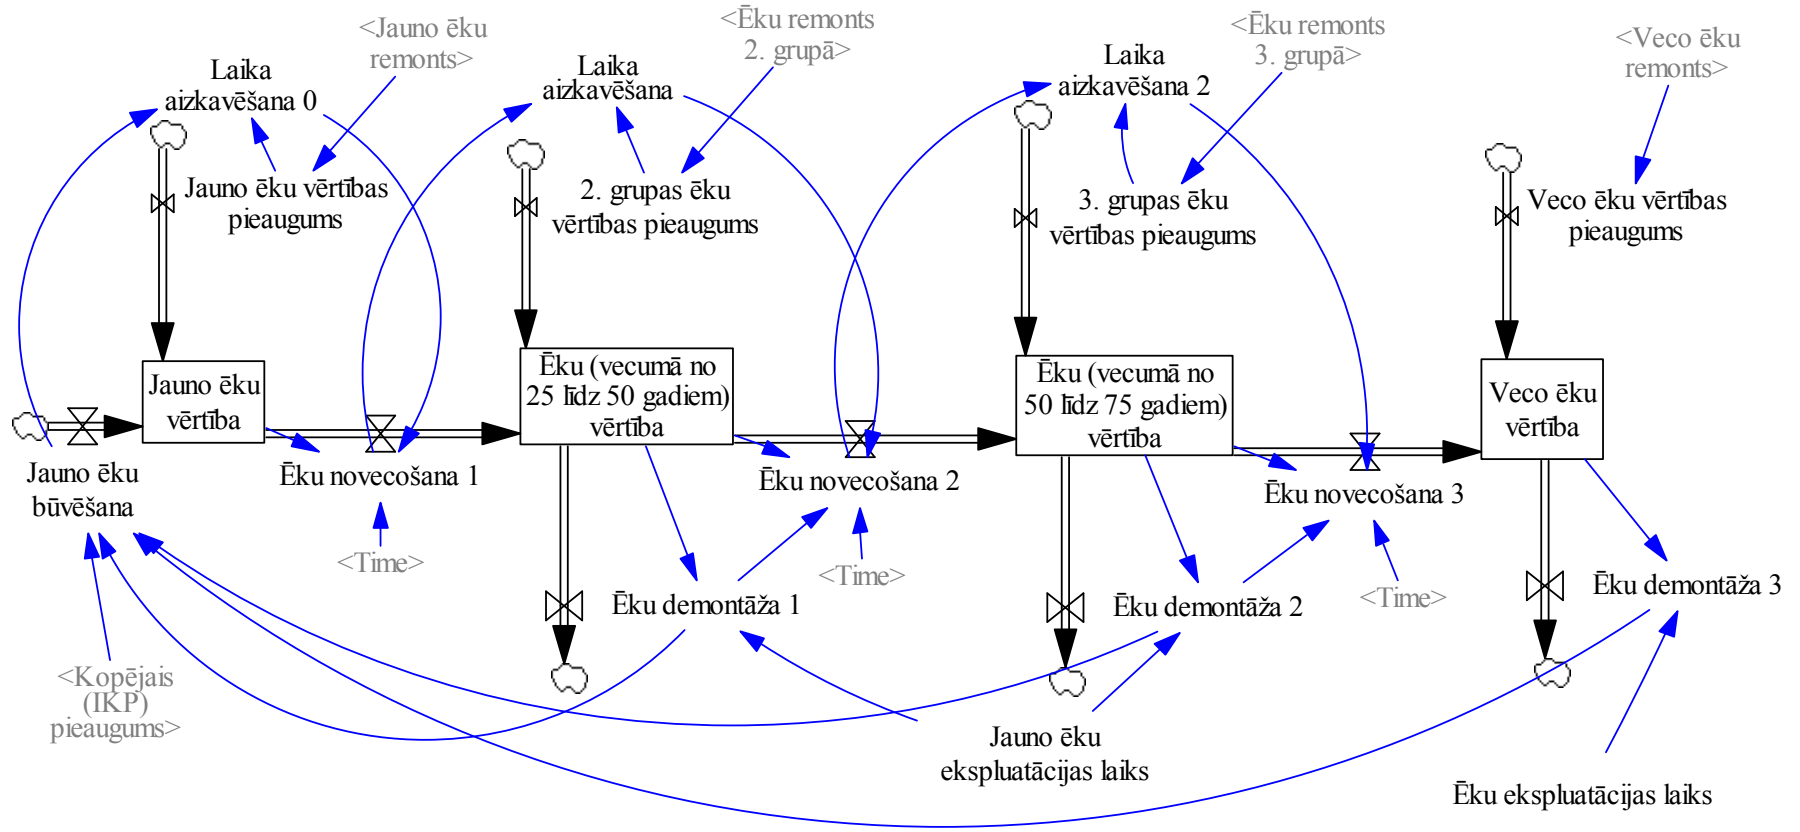 <Jauno ēku
remonts>
<Ēku remonts
2. grupā>
<Ēku remonts
3. grupā>
<Veco ēku
remonts>
Laika
aizkavēšana 0
Laika
aizkavēšana
Laika
aizkavēšana 2
Jauno ēku vērtības
pieaugums
2. grupas ēku
vērtības pieaugums
3. grupas ēku
vērtības pieaugums
Veco ēku vērtības
pieaugums
Jauno ēku
vērtība
Ēku (vecumā no
25 līdz 50 gadiem)
vērtība
Ēku (vecumā no
50 līdz 75 gadiem)
vērtība
Veco ēku
vērtība
Jauno ēku
būvēšana
Ēku novecošana 1
Ēku novecošana 2
Ēku novecošana 3
<Time>
<Time>
<Time>
Ēku demontāža 1
Ēku demontāža 2
Ēku demontāža 3
<Kopējais
(IKP)
pieaugums>
Jauno ēku
ekspluatācijas laiks
Ēku ekspluatācijas laiks